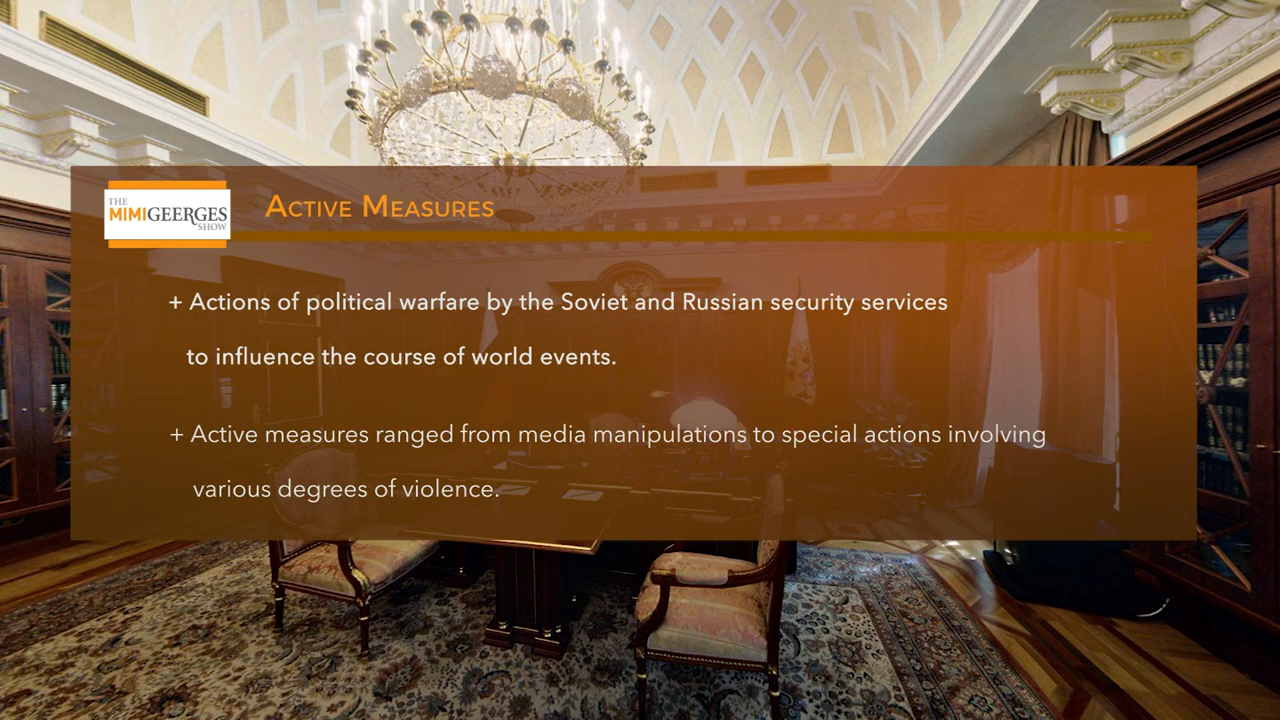 THE
MIMIGEERGES
SHOW
Active Measures
+ Actions of political warfare by the Soviet and Russian security services
to influence the course of world events.
+ Active measures ranged from media manipulations to special actions involving
various degrees of violence.